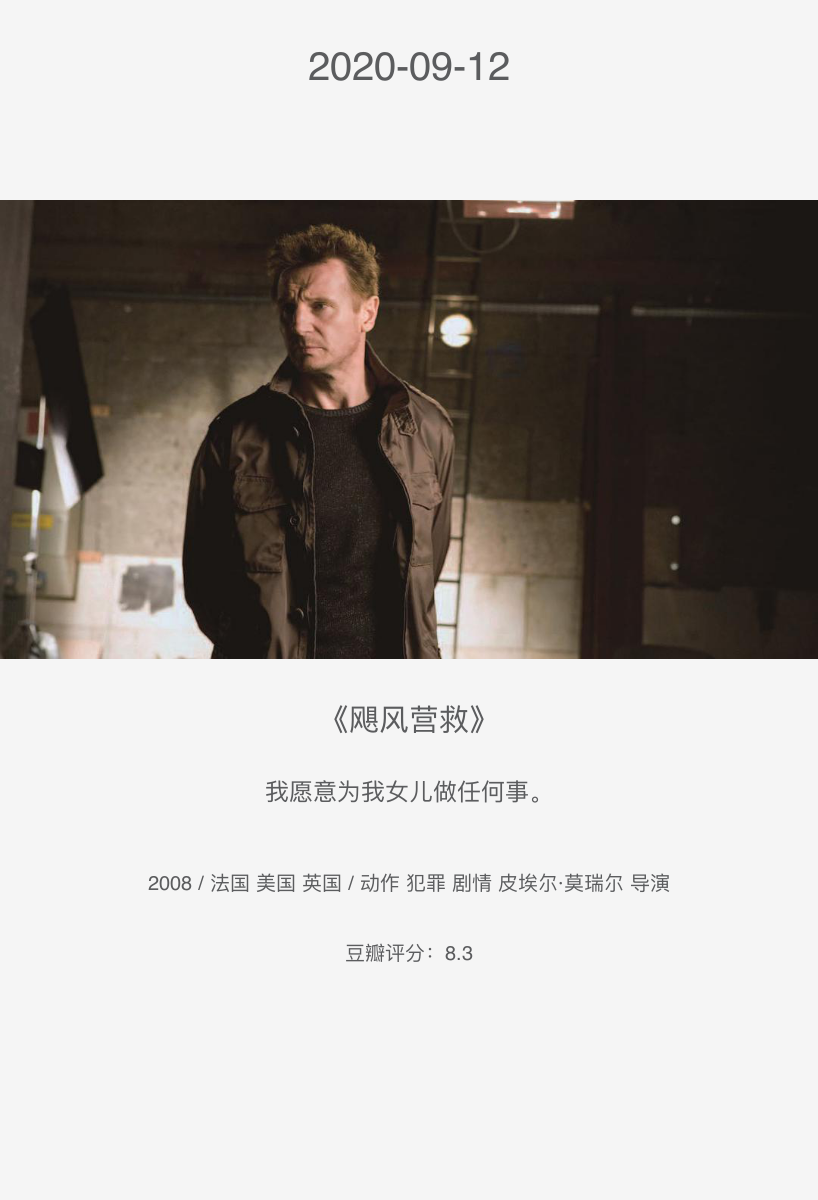 2020-09-12
《飓风营救》
我愿意为我女儿做任何事。
2008 / 法国 美国 英国 / 动作 犯罪 剧情 皮埃尔·莫瑞尔 导演
豆瓣评分：8.3